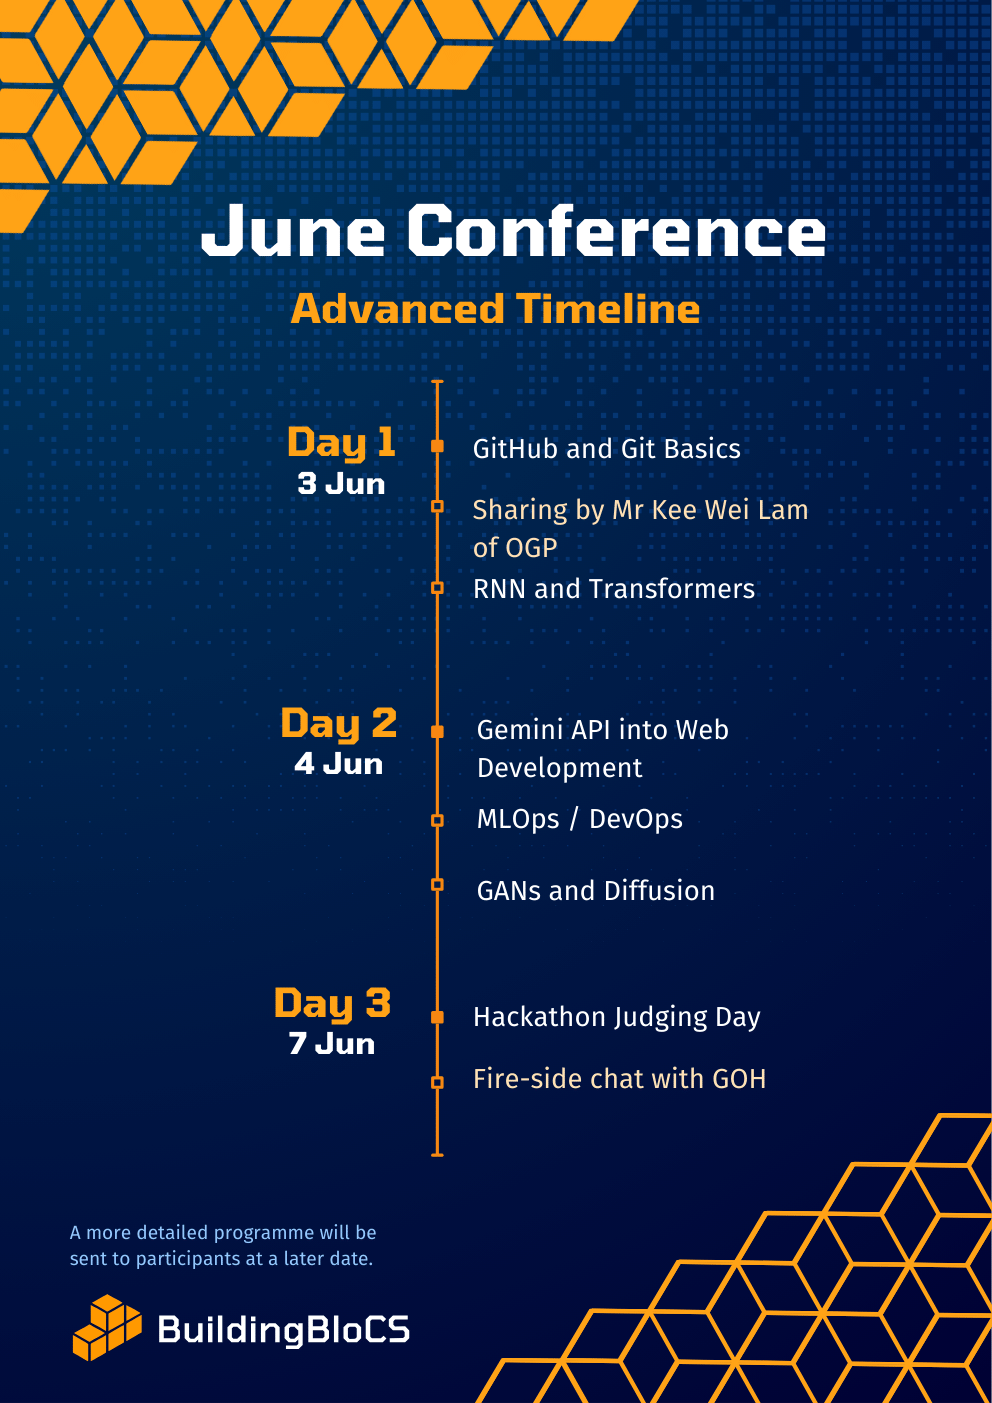 June Conference
Advanced Timeline
Day 1
3 Jun
GitHub and Git Basics
Sharing by Mr Kee Wei Lam
of OGP
RNN and Transformers
Day 2
4 Jun
Gemini API into Web
Development
MLOps / DevOps
GANs and Diffusion
Day 3
7 Jun
Hackathon Judging Day
Fire-side chat with GOH
A more detailed programme will be
sent to participants at a later date.
BuildingBloCS